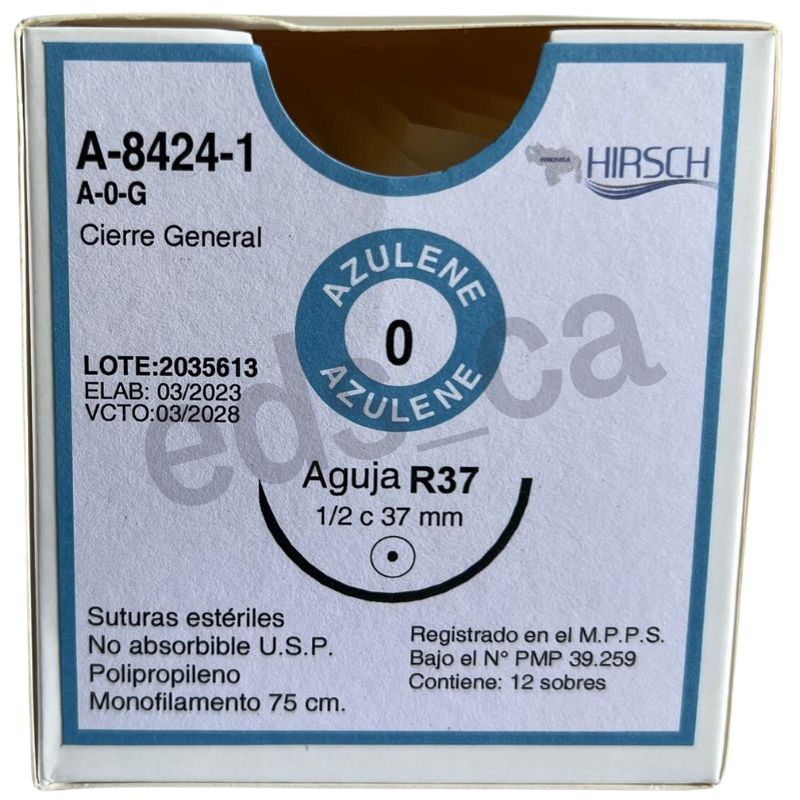 A-8424-1
A-0-G
Cierre General
VENEZUELA
HIRSCH
AZULENE
0
AZULENE
LOTE:2035613
ELAB: 03/2023
VCTO:03/2028
eds_ca
Aguja R37
1/2 c 37 mm
Suturas estériles
No absorbible U.S.P.
Polipropileno
Monofilamento 75 cm.
Registrado en el M.P.P.S.
Bajo el N° PMP 39.259
Contiene: 12 sobres